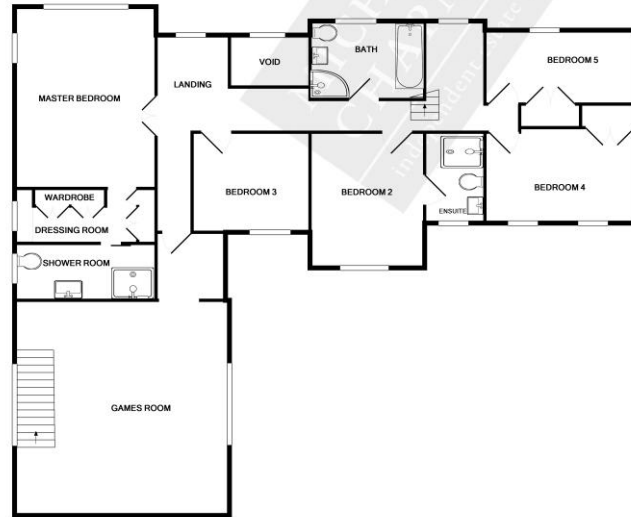 BATH
VOID
BEDROOM 5
LANDING
MASTER BEDROOM
BEDROOM 4
BEDROOM 3
BEDROOM 2
WARDROBE
ENSUITE
DRESSING ROOM
SHOWER ROOM
GAMES ROOM